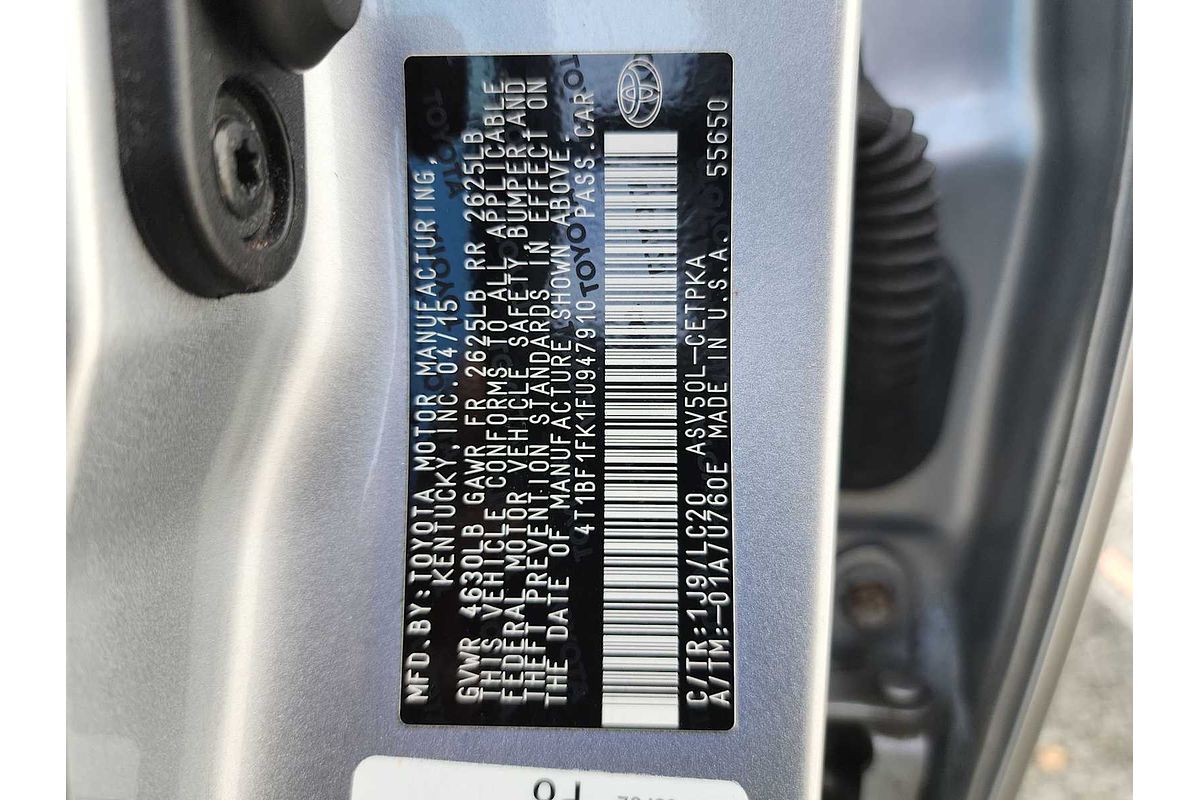 MFD.BY:TOYOTA MOTOR MANUFACTURING,
KENTUCKY,INC.04/15
GVWR 4630LB GAWR FR 2625LB RR 2625LB
THIS VEHICLE CONFORMS TO ALL APPLICABLE
FEDERAL MOTOR VEHICLE SAFETY,BUMPER,AND
THEFT PREVENTION STANDARDS IN EFFECT ON
THE DATE OF MANUFACTURE SHOWN ABOVE.
4T1BF1FK1FU947910 PASS.CAR
C/TR:1J9/LC20 ASV50L-CETPKA
A/TM:-01A/U760E MADE IN U.S.A. 55650